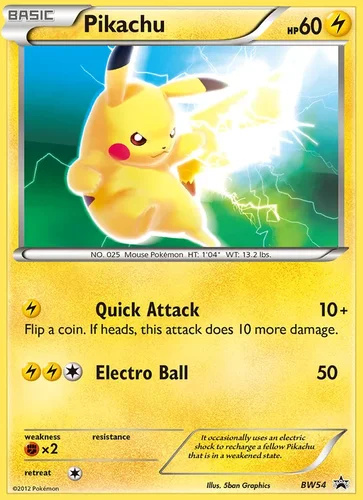 BASIC Pikachu HP60
NO. 025 Mouse Pokémon HT: 1'04" WT: 13.2 lbs.
Quick Attack 10+
Flip a coin. If heads, this attack does 10 more damage.
Electro Ball 50
weakness resistance
×2
It occasionally uses an electric
shock to recharge a fellow Pikachu
that is in a weakened state.
retreat
©2012 Pokémon Illus. 5ban Graphics BW54
PROMO